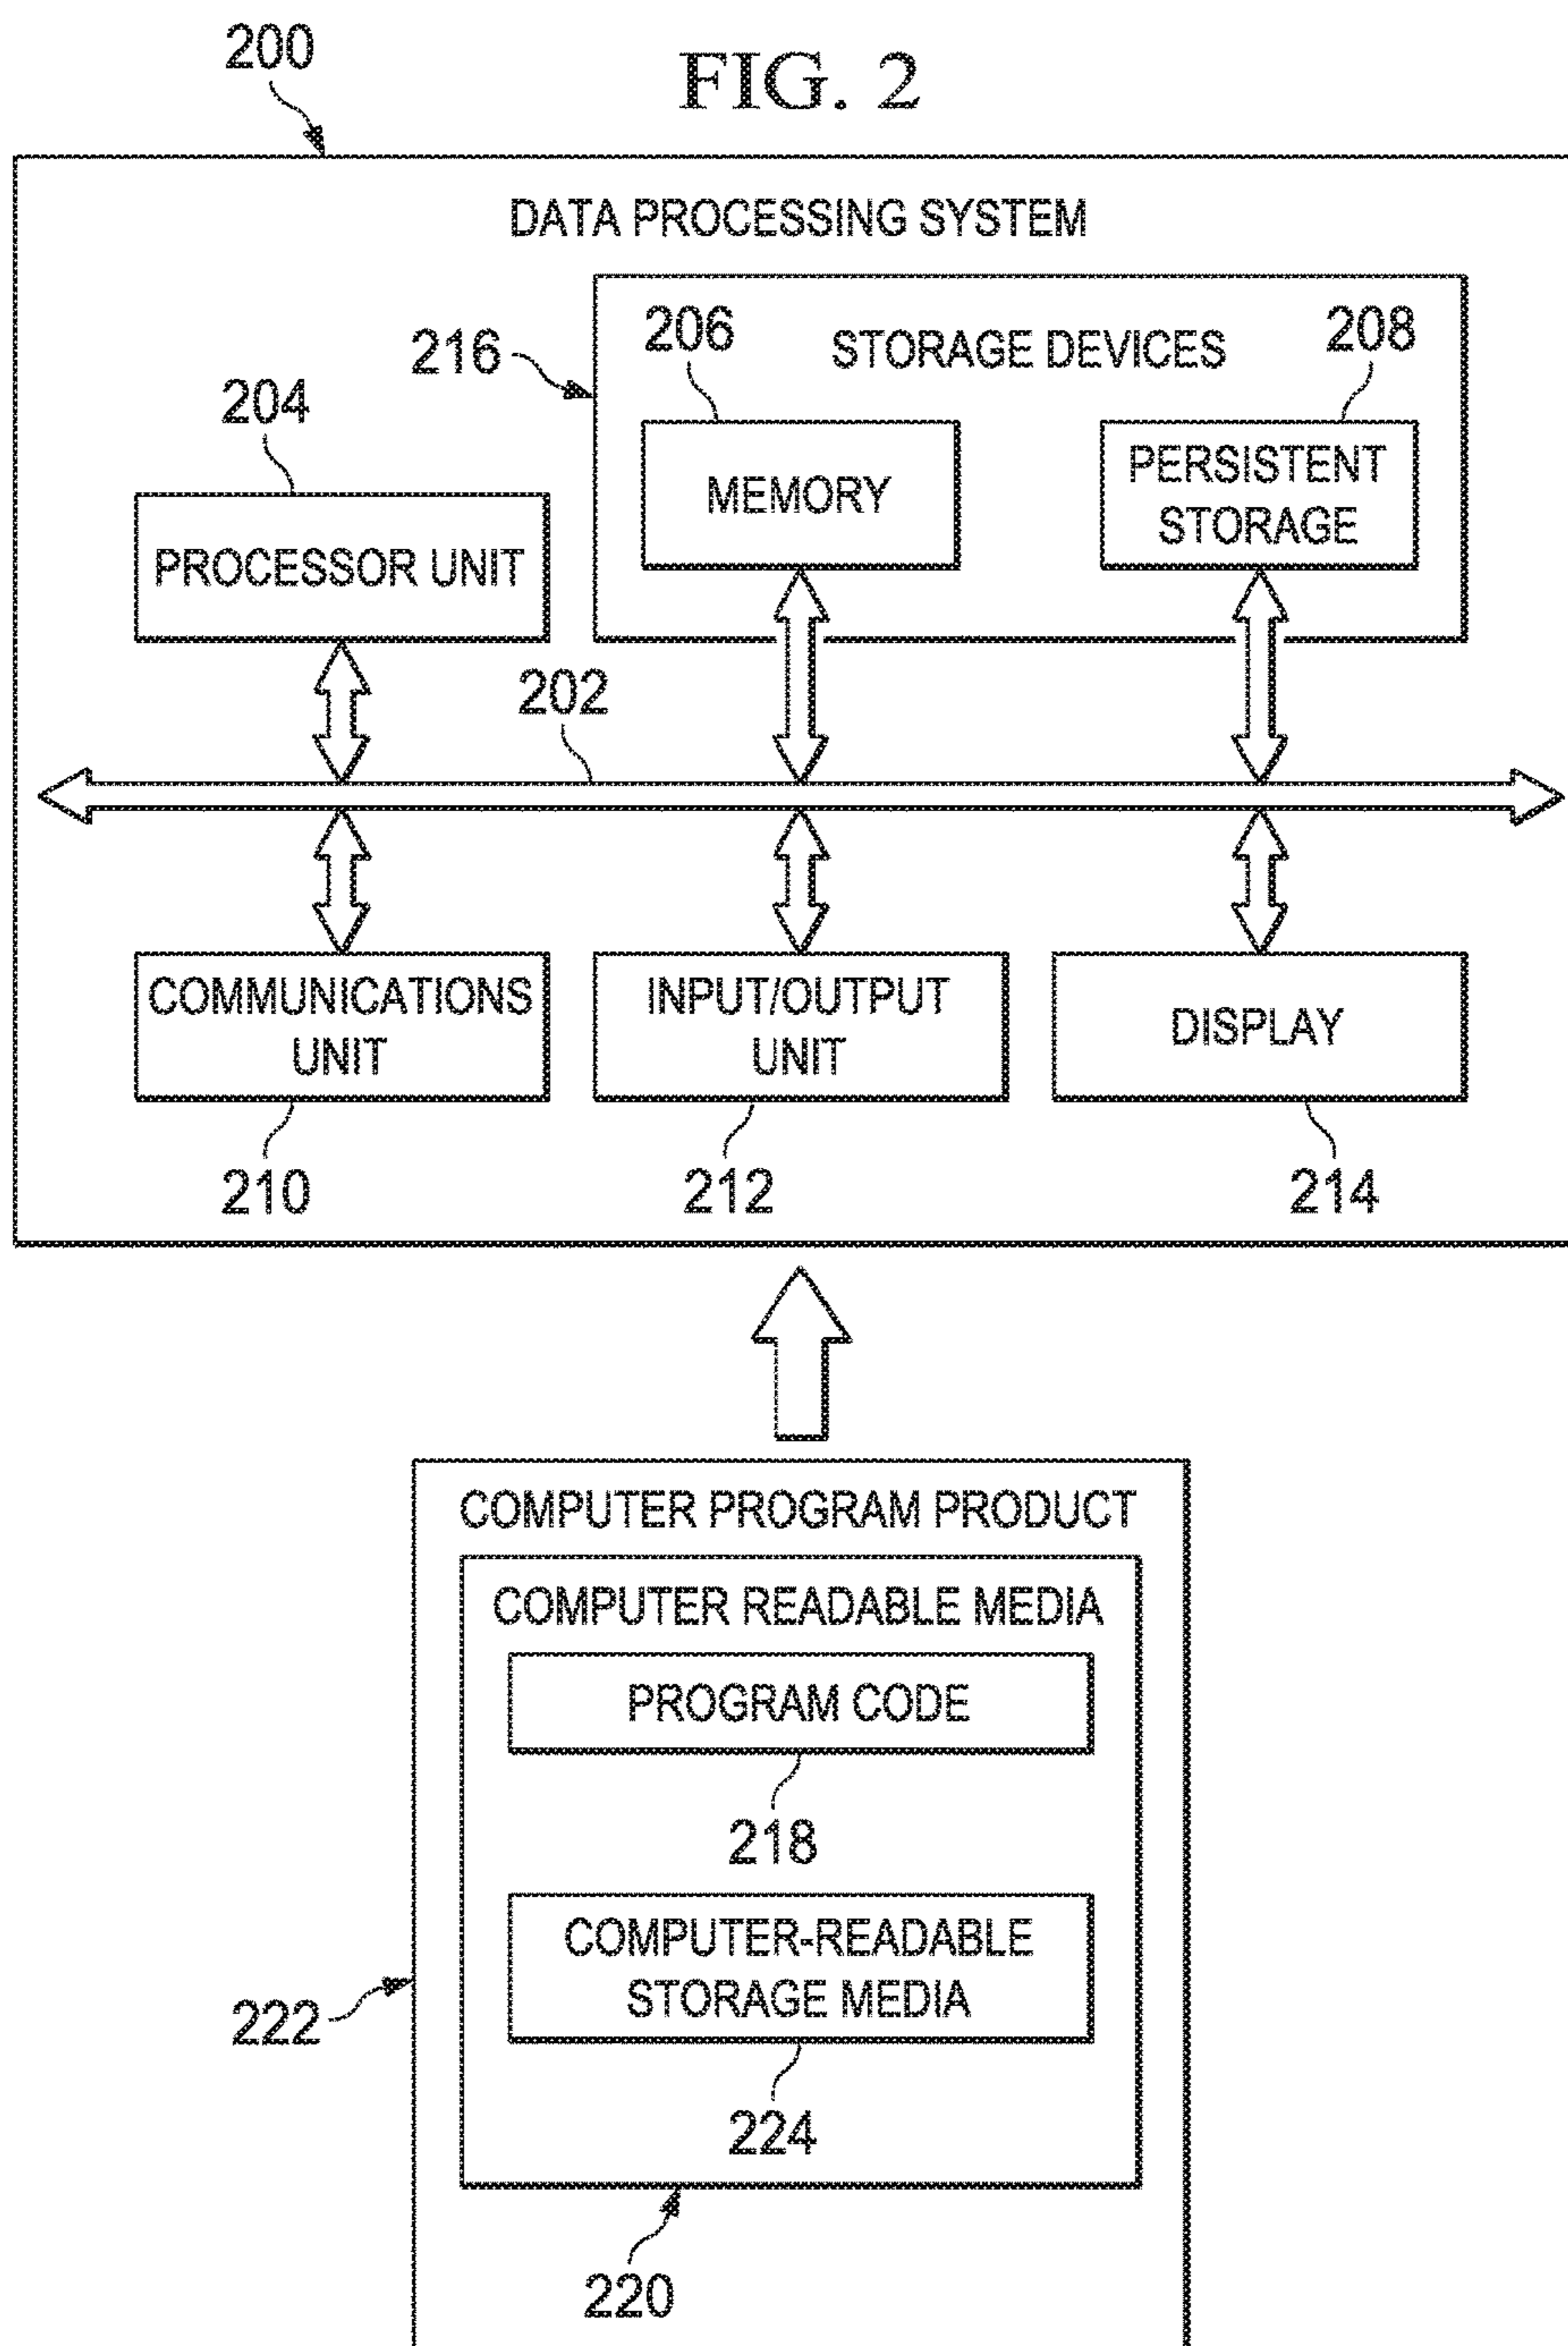 200
FIG. 2
DATA PROCESSING SYSTEM
216
206
STORAGE DEVICES
208
204
MEMORY
PERSISTENT
STORAGE
PROCESSOR UNIT
202
COMMUNICATIONS
UNIT
INPUT/OUTPUT
UNIT
DISPLAY
210
212
214
COMPUTER PROGRAM PRODUCT
COMPUTER READABLE MEDIA
PROGRAM CODE
218
COMPUTER-READABLE
STORAGE MEDIA
222
224
220